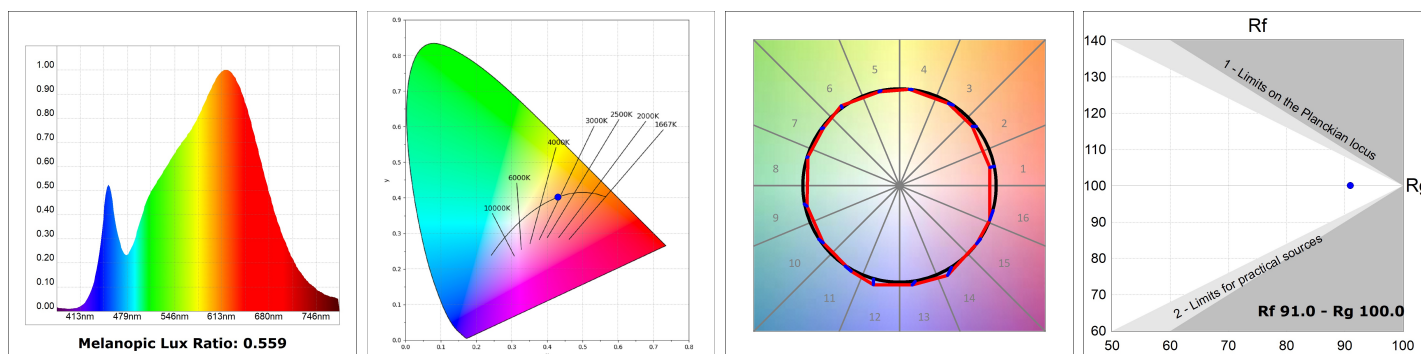 1.00
0.90
0.80
0.70
0.60
0.50
0.40
0.30
0.20
0.10
0.00
413nm 479nm 546nm 613nm 680nm 746nm
Melanopic Lux Ratio: 0.559
0.9
0.8
0.7
0.6
0.5
0.4
0.3
0.2
0.1
0.0
y
0.0 0.1 0.2 0.3 0.4 0.5 0.6 0.7 0.8
1667K
2000K
2500K
3000K
4000K
6000K
10000K
1
2
3
4
5
6
7
8
9
10
11
12
13
14
15
16
Rf
140
130
120
110
100
90
80
70
60
50 60 70 80 90 100
Rg
1 - Limits on the Planckian locus
2 - Limits for practical sources
Rf 91.0 - Rg 100.0